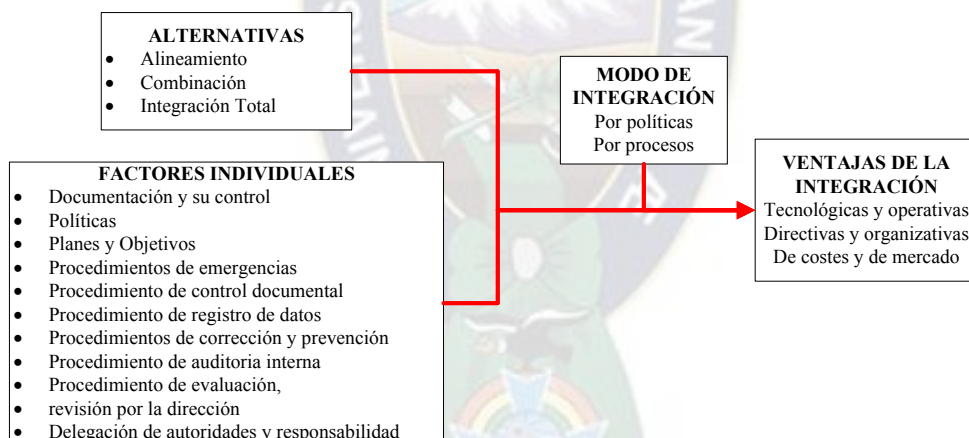 ALTERNATIVAS
• Alineamiento
• Combinación
• Integración Total
FACTORES INDIVIDUALES
• Documentación y su control
• Políticas
• Planes y Objetivos
• Procedimientos de emergencias
• Procedimiento de control documental
• Procedimiento de registro de datos
• Procedimientos de corrección y prevención
• Procedimiento de auditoria interna
• Procedimiento de evaluación,
• revisión por la dirección
• Delegación de autoridades y responsabilidad
MODO DE
INTEGRACIÓN
Por políticas
Por procesos
VENTAJAS DE LA
INTEGRACIÓN
Tecnológicas y operativas
Directivas y organizativas
De costes y de mercado